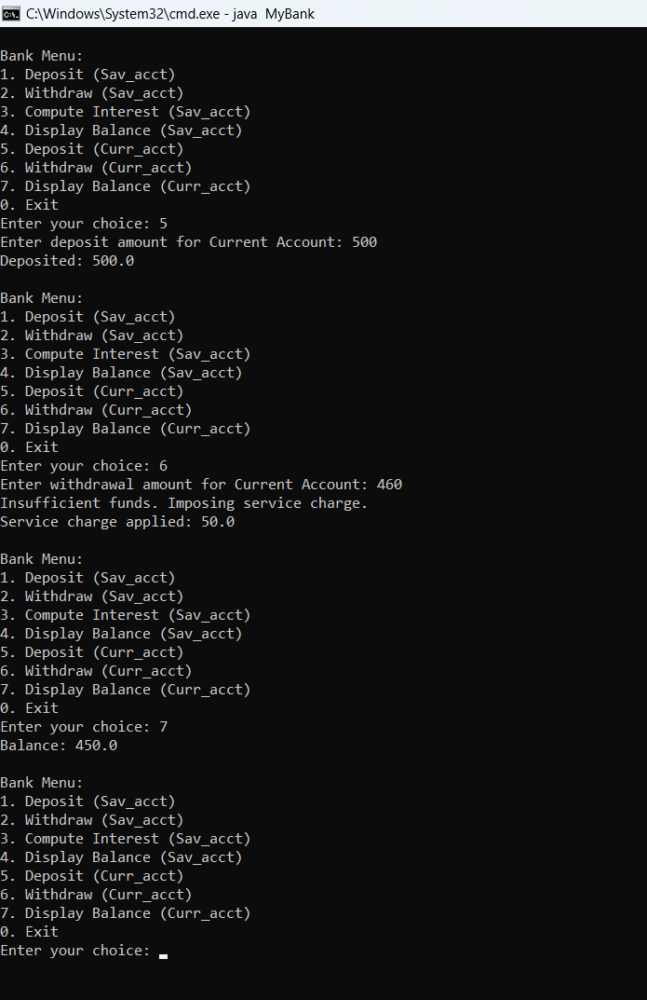 C:\Windows\System32\cmd.exe - java  MyBank
Bank Menu:
1. Deposit (Sav_acct)
2. Withdraw (Sav_acct)
3. Compute Interest (Sav_acct)
4. Display Balance (Sav_acct)
5. Deposit (Curr_acct)
6. Withdraw (Curr_acct)
7. Display Balance (Curr_acct)
0. Exit
Enter your choice: 5
Enter deposit amount for Current Account: 500
Deposited: 500.0
Bank Menu:
1. Deposit (Sav_acct)
2. Withdraw (Sav_acct)
3. Compute Interest (Sav_acct)
4. Display Balance (Sav_acct)
5. Deposit (Curr_acct)
6. Withdraw (Curr_acct)
7. Display Balance (Curr_acct)
0. Exit
Enter your choice: 6
Enter withdrawal amount for Current Account: 460
Insufficient funds. Imposing service charge.
Service charge applied: 50.0
Bank Menu:
1. Deposit (Sav_acct)
2. Withdraw (Sav_acct)
3. Compute Interest (Sav_acct)
4. Display Balance (Sav_acct)
5. Deposit (Curr_acct)
6. Withdraw (Curr_acct)
7. Display Balance (Curr_acct)
0. Exit
Enter your choice: 7
Balance: 450.0
Bank Menu:
1. Deposit (Sav_acct)
2. Withdraw (Sav_acct)
3. Compute Interest (Sav_acct)
4. Display Balance (Sav_acct)
5. Deposit (Curr_acct)
6. Withdraw (Curr_acct)
7. Display Balance (Curr_acct)
0. Exit
Enter your choice: